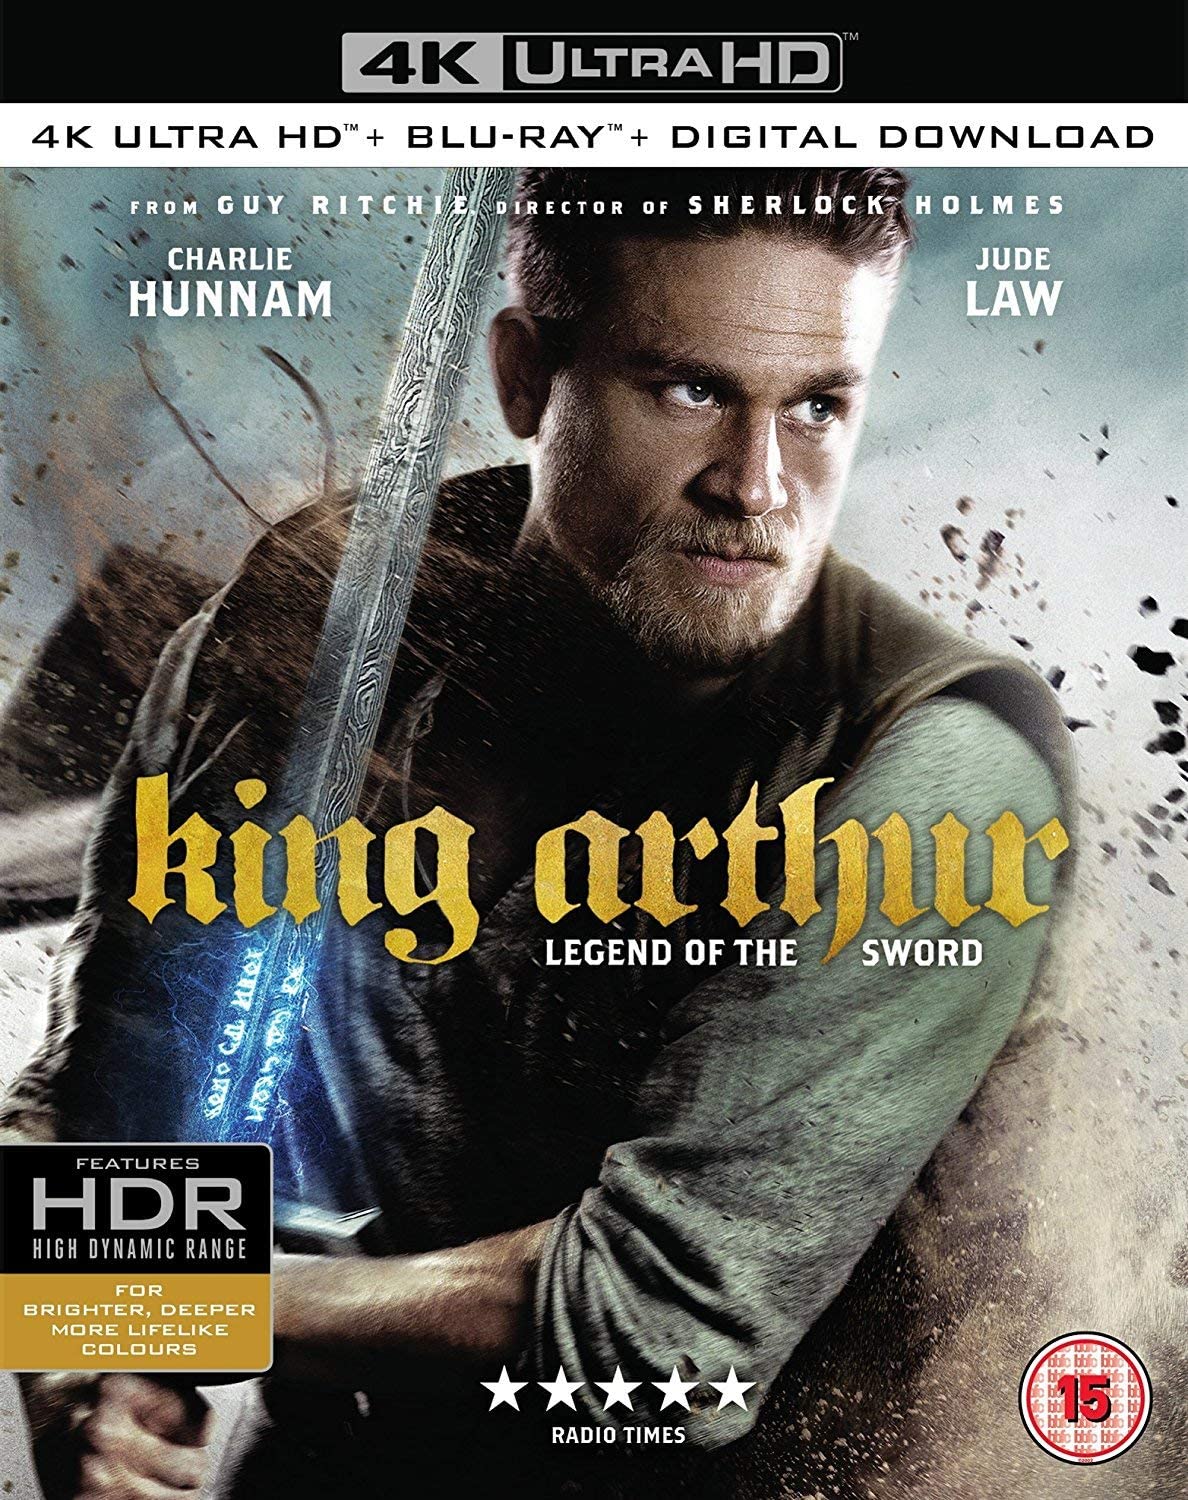 4K ULTRA HD™
4K ULTRA HD™ + BLU-RAY™ + DIGITAL DOWNLOAD
FROM GUY RITCHIE, DIRECTOR OF SHERLOCK HOLMES
CHARLIE
HUNNAM
JUDE
LAW
king arthur
LEGEND OF THE SWORD
FEATURES
HDR
HIGH DYNAMIC RANGE
FOR
BRIGHTER, DEEPER
MORE LIFELIKE
COLOURS
★★★★★
RADIO TIMES
15